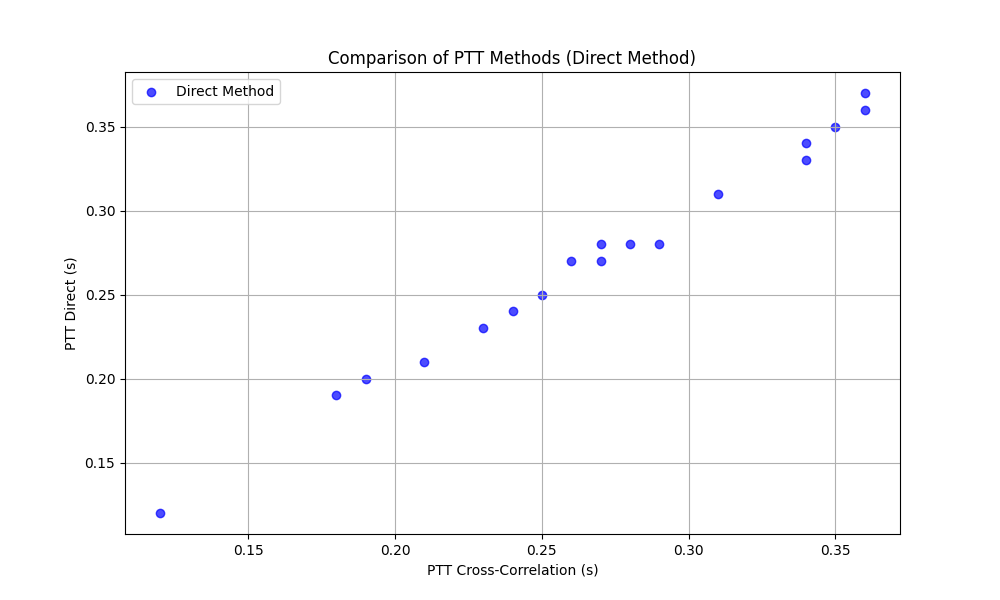 Comparison of PTT Methods (Direct Method)
Direct Method
PTT Direct (s)
0.35
0.30
0.25
0.20
0.15
0.15 0.20 0.25 0.30 0.35
PTT Cross-Correlation (s)